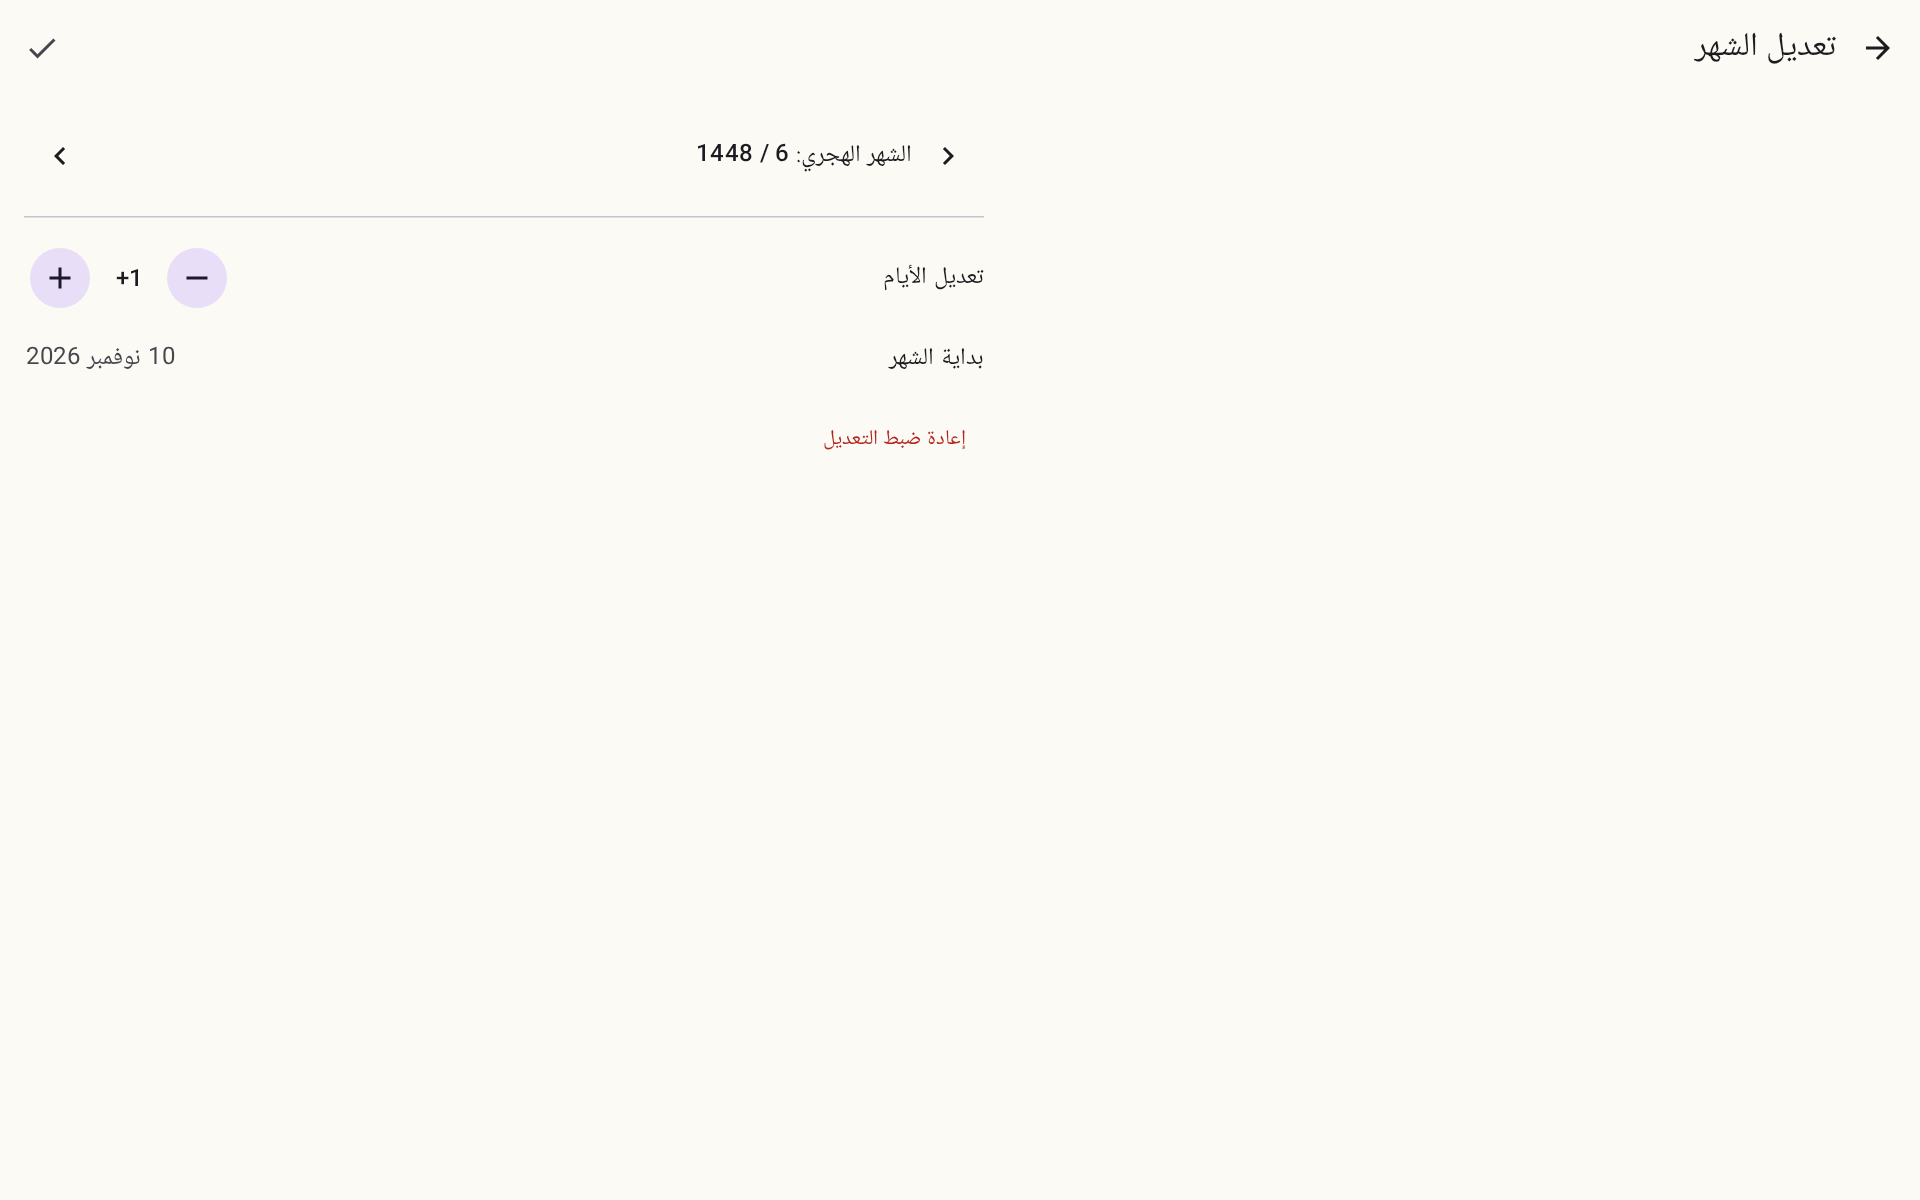 تعديل الشهر
الشهر الهجري: 6 / 1448
تعديل الأيام
+1
بداية الشهر
10 نوفمبر 2026
إعادة ضبط التعديل